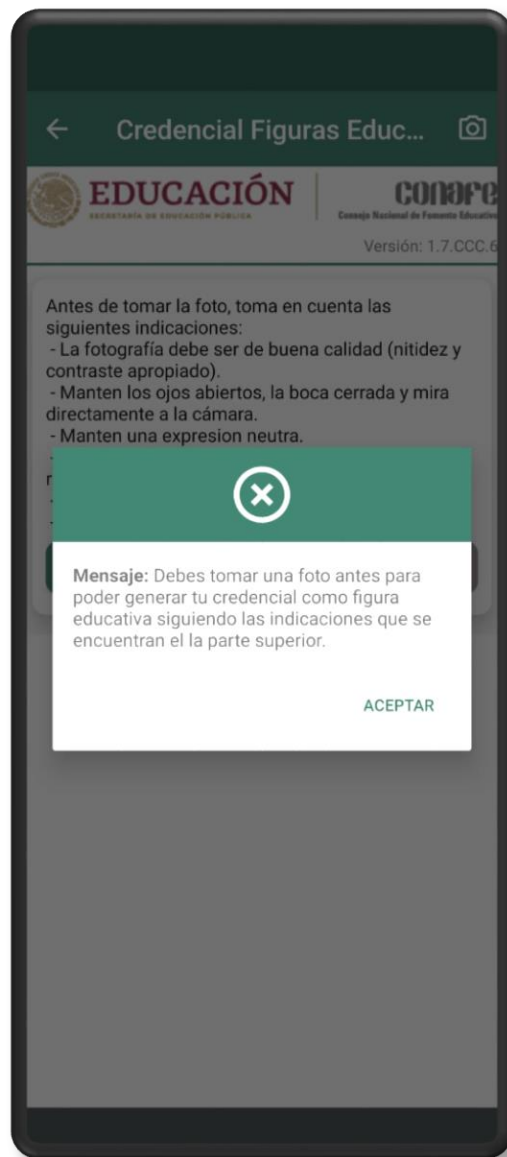 Credencial Figuras Educ...
EDUCACIÓN
SECRETARÍA DE EDUCACIÓN PÚBLICA
CONAFE
Consejo Nacional de Fomento Educativo
Versión: 1.7.CCC.6
Antes de tomar la foto, toma en cuenta las
siguientes indicaciones:
- La fotografía debe ser de buena calidad (nitidez y
contraste apropiado).
- Manten los ojos abiertos, la boca cerrada y mira
directamente a la cámara.
- Manten una expresion neutra.
Mensaje: Debes tomar una foto antes para
poder generar tu credencial como figura
educativa siguiendo las indicaciones que se
encuentran el la parte superior.
ACEPTAR